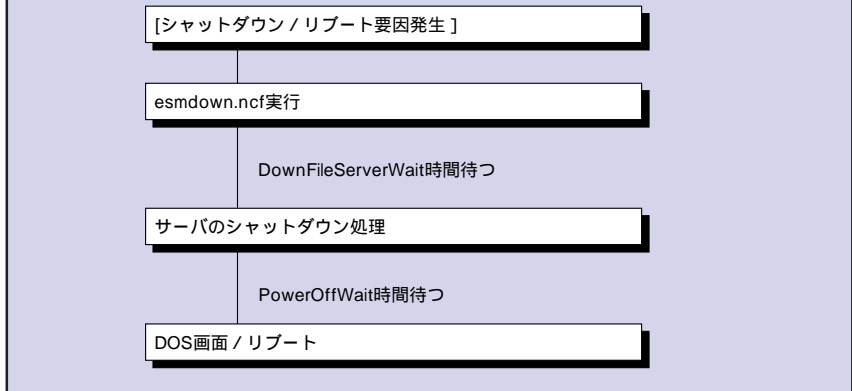 [シャットダウン / リブート要因発生 ]
esmdown.ncf実行
DownFileServerWait時間待つ
サーバのシャットダウン処理
PowerOffWait時間待つ
DOS画面 / リブート